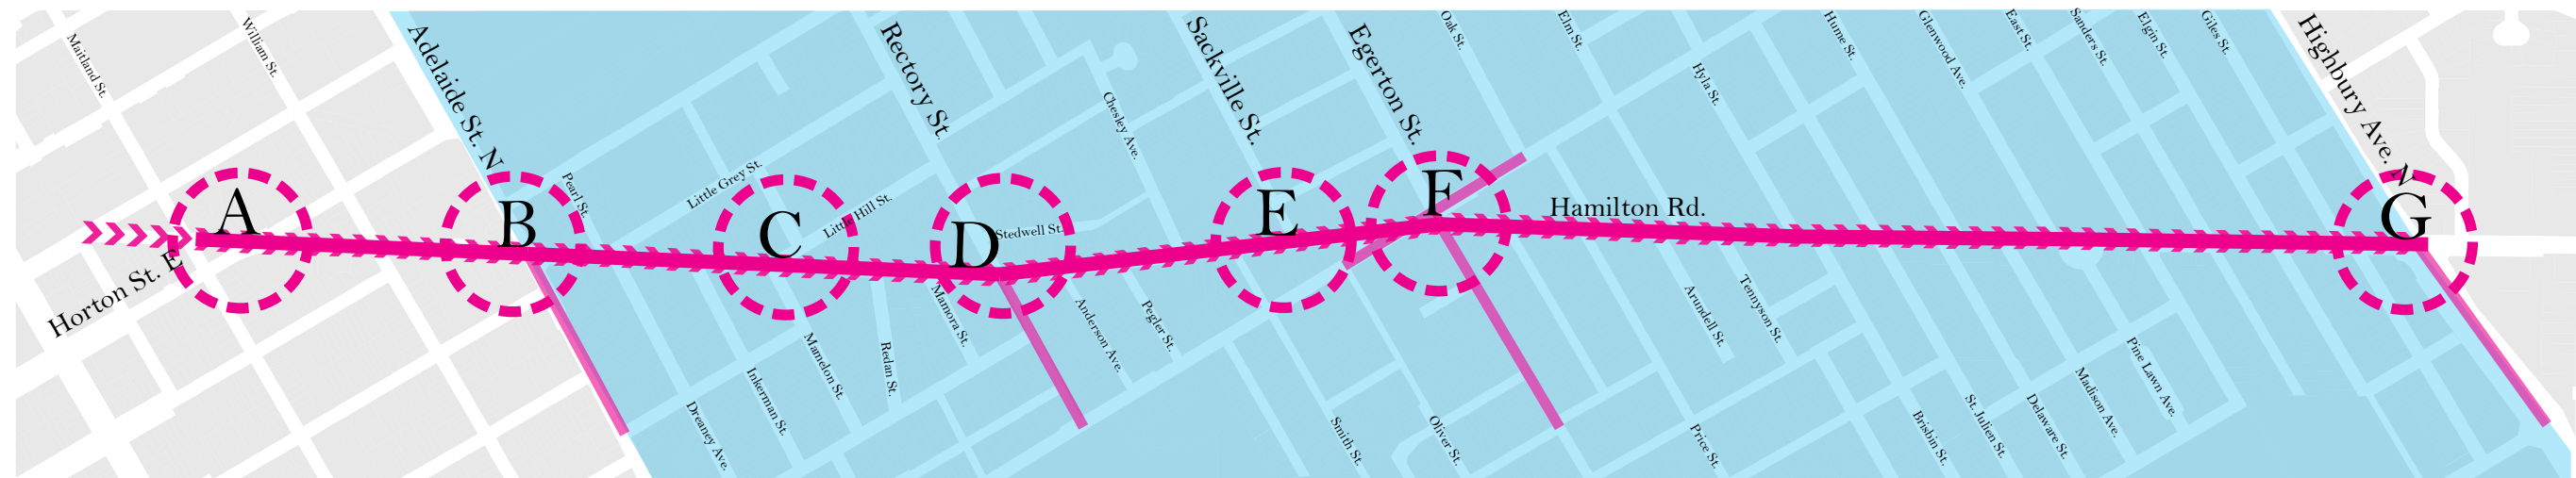 Maitland St.
William St.
Adelaide St. N
Rectory St.
Sackville St.
Egerton St.
Oak St.
Elm St.
Hyla St.
Hume St.
Glenwood Ave.
East St.
Sanders St.
Elgin St.
Giles St.
Highbury Ave. N
Chesley Ave.
Pearl St.
Little Grey St.
Little Hill St.
Stedwell St.
A
B
C
D
E
F
G
Hamilton Rd.
Horton St. E
Mamora St.
Anderson Ave.
Pegler St.
Mamelon St.
Redan St.
Inkerman St.
Dreaney Ave.
Smith St.
Oliver St.
Arundell St.
Tennyson St.
Price St.
Brisbin St.
St. Julien St.
Delaware St.
Madison Ave.
Pine Lawn Ave.